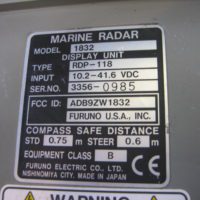 MARINE RADAR
MODEL 1832
DISPLAY UNIT
TYPE RDP-118
INPUT 10.2-41.6 VDC
SER.NO. 3356-0985
FCC ID: ADB9ZW1832
FURUNO U.S.A., INC.
COMPASS SAFE DISTANCE
STD 0.75 m STEER 0.6 m
EQUIPMENT CLASS B
FURUNO ELECTRIC CO., LTD.
NISHINOMIYA CITY, MADE IN JAPAN
WARNING